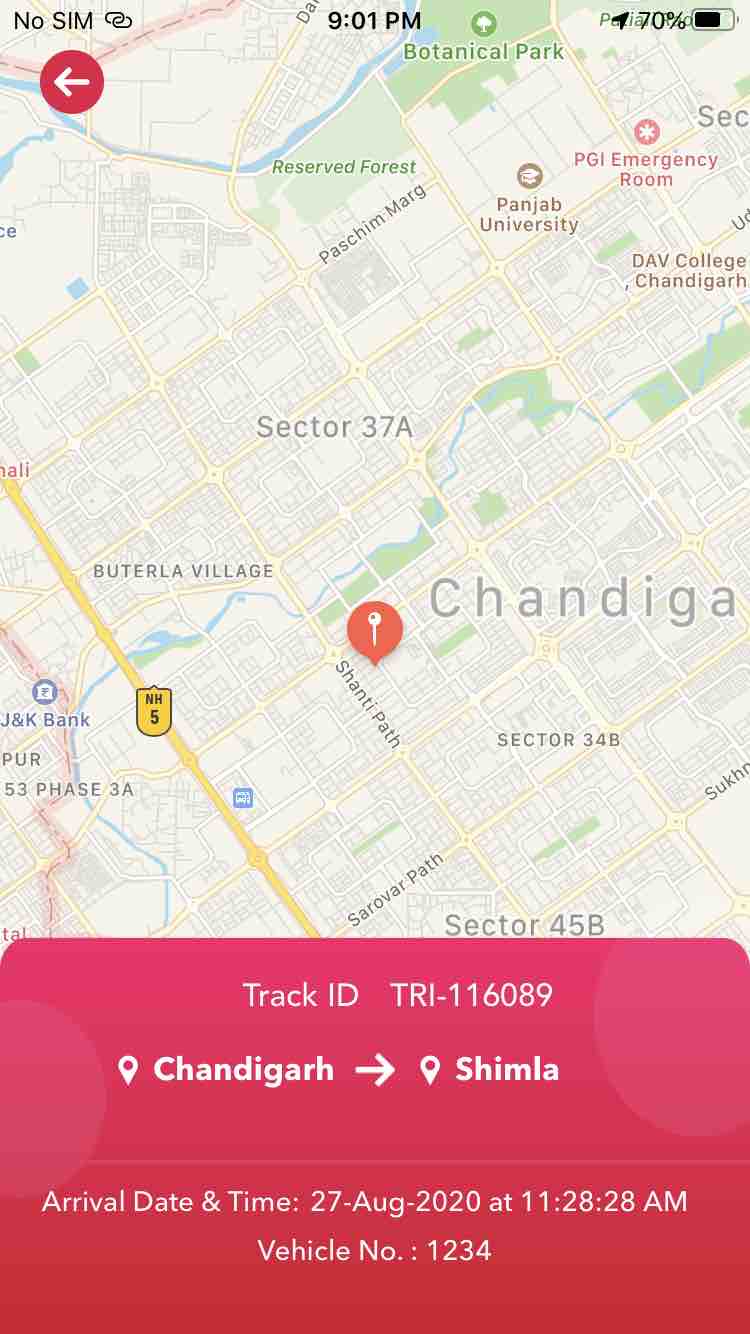 No SIM 9:01 PM 70%
Botanical Park
Sec
PGI Emergency
Room
Reserved Forest
Panjab
University
Paschim Marg
ce
DAV College
, Chandigarh
Sector 37A
BUTERLA VILLAGE
Chandiga
Shanti Path
NH
5
J&K Bank
SECTOR 34B
PUR
53 PHASE 3A
Sukhn
Sarovar Path
Sector 45B
Track ID TRI-116089
Chandigarh → Shimla
Arrival Date & Time: 27-Aug-2020 at 11:28:28 AM
Vehicle No. : 1234